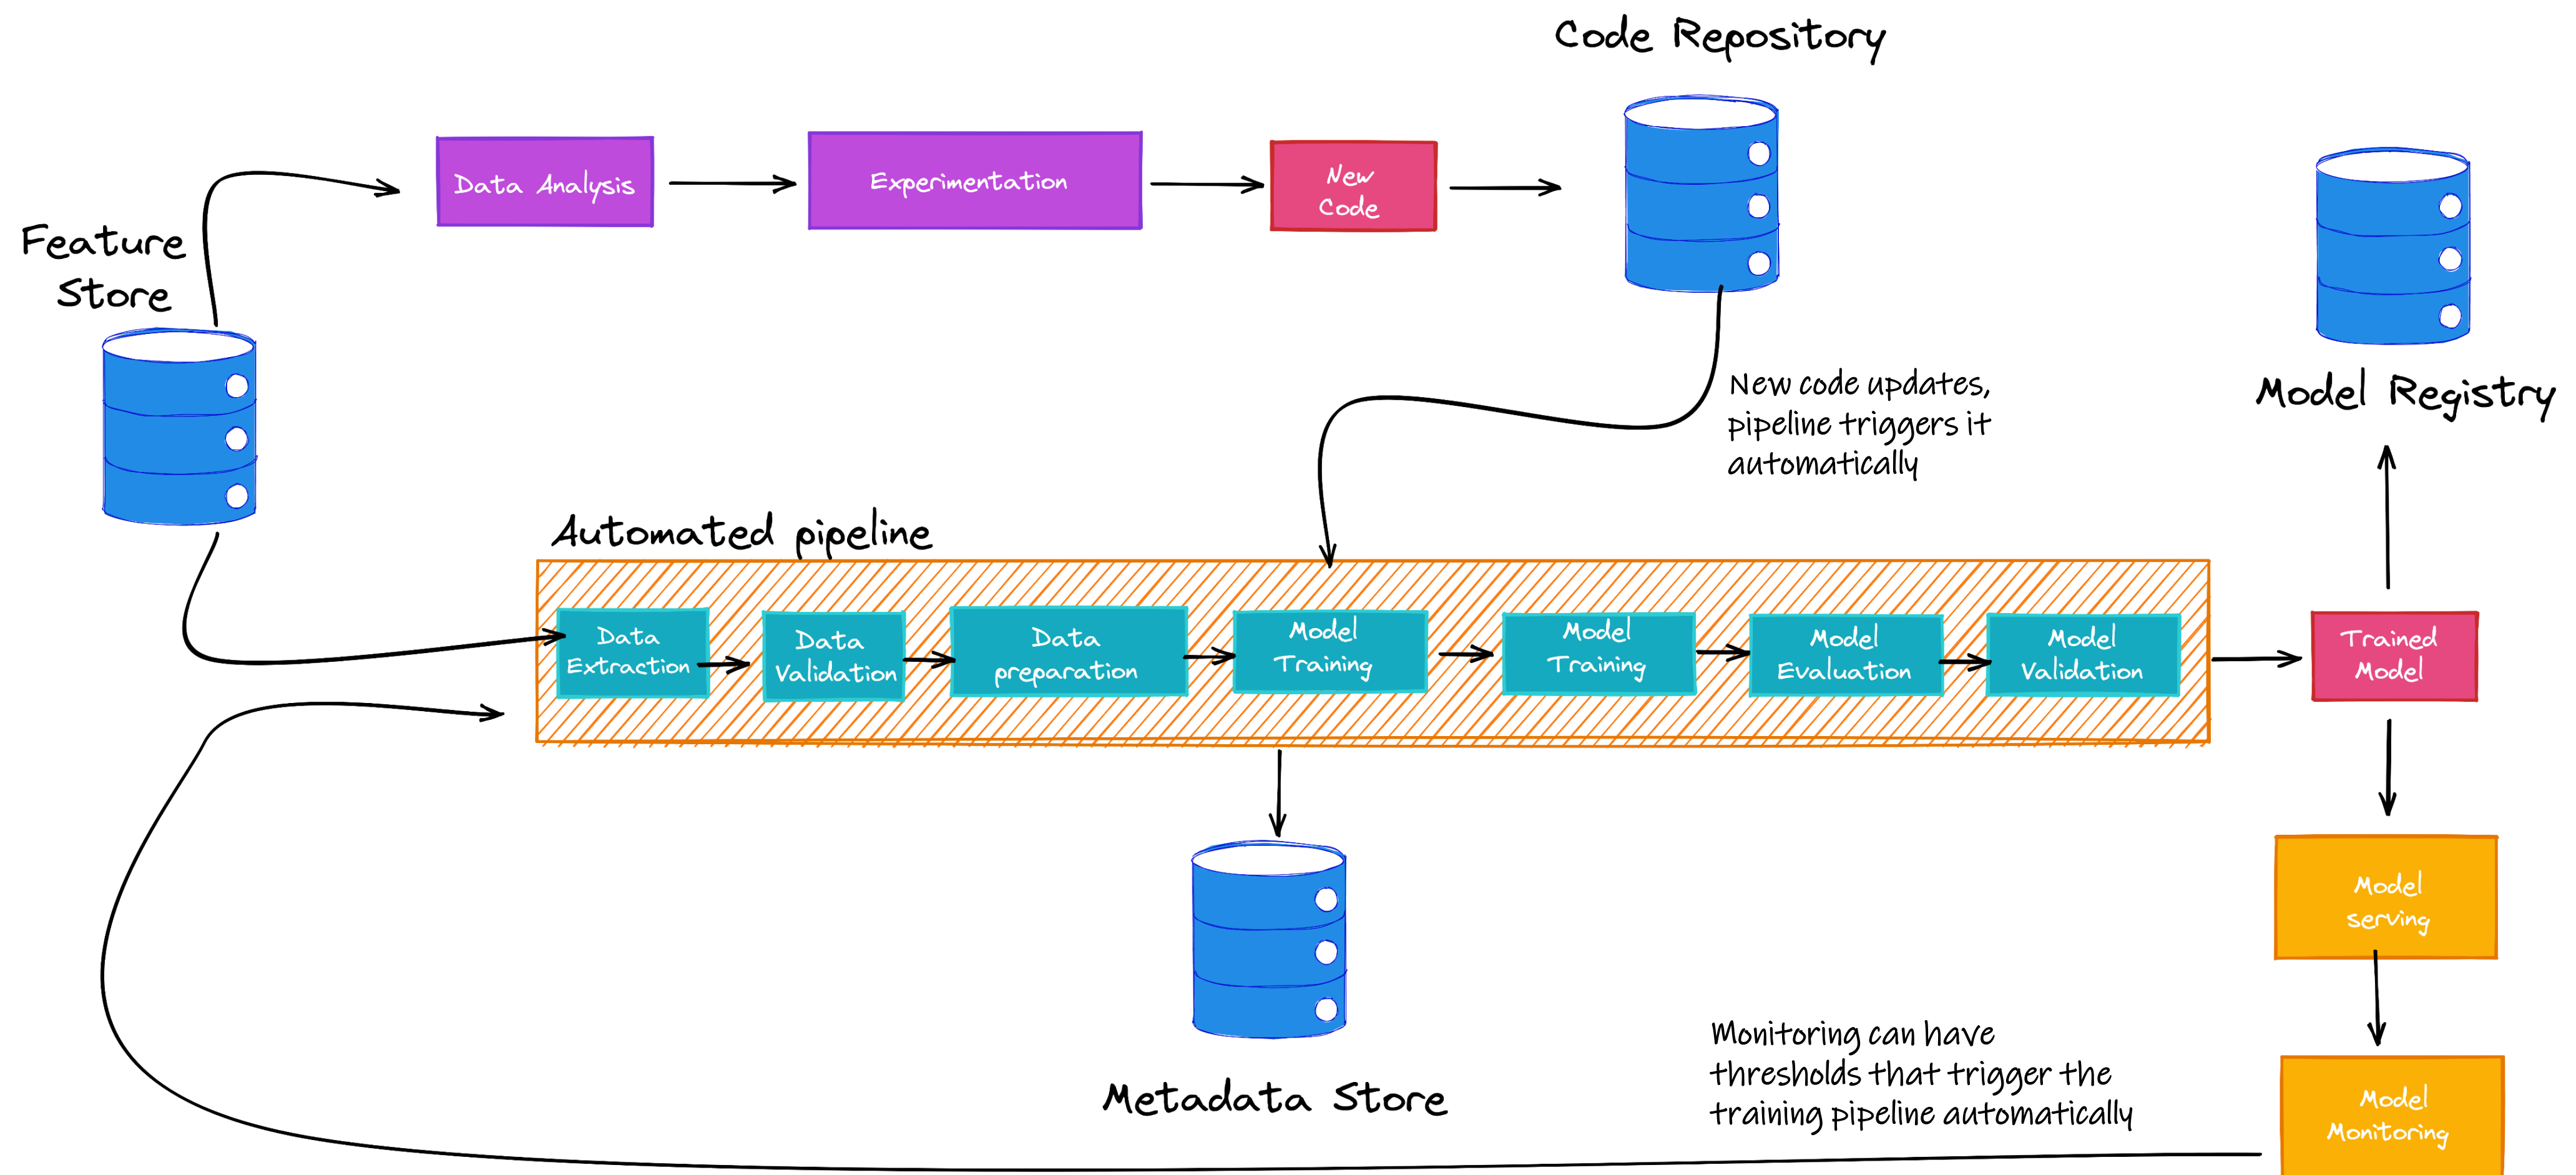 Code Repository
Data Analysis
Experimentation
New
Code
Feature
Store
Model Registry
New code updates,
pipeline triggers it
automatically
Automated pipeline
Data
Extraction
Data
Validation
Data
preparation
Model
Training
Model
Training
Model
Evaluation
Model
Validation
Trained
Model
Model
serving
Metadata Store
Monitoring can have
thresholds that trigger the
training pipeline automatically
Model
Monitoring